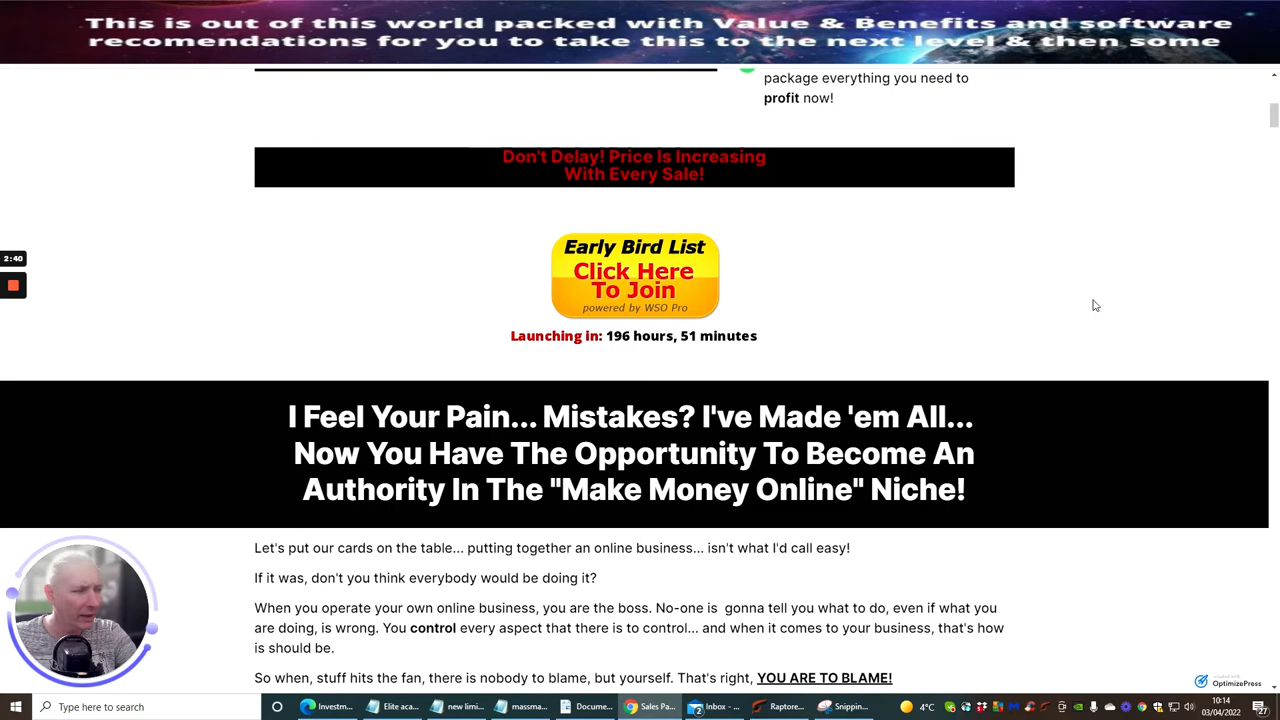 This is out of this world packed with Value & Benefits and software
recomendations for you to take this to the next level & then some
package everything you need to
profit now!
Don't Delay! Price Is Increasing
With Every Sale!
Early Bird List
Click Here
To Join
powered by WSO Pro
Launching in: 196 hours, 51 minutes
2:40
I Feel Your Pain... Mistakes? I've Made 'em All...
Now You Have The Opportunity To Become An
Authority In The "Make Money Online" Niche!
Let's put our cards on the table... putting together an online business... isn't what I'd call easy!
If it was, don't you think everybody would be doing it?
When you operate your own online business, you are the boss. No-one is gonna tell you what to do, even if what you
are doing, is wrong. You control every aspect that there is to control... and when it comes to your business, that's how
is should be.
So when, stuff hits the fan, there is nobody to blame, but yourself. That's right, YOU ARE TO BLAME!
OptimizePress
Type here to search
Investm...
Elite aca...
new limi...
massma...
Docume...
Sales Pa...
Inbox - ...
Raptore...
Snippin...
4°C
10:14
03/04/2022